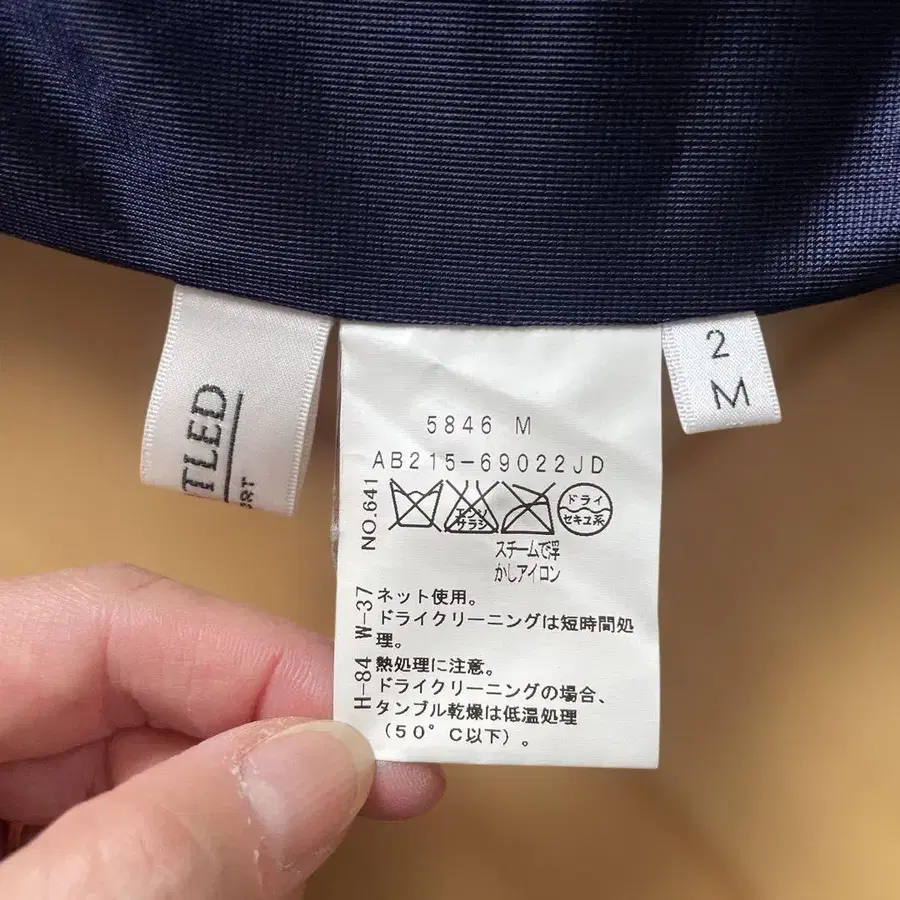 TLED
2
M
5846 M
AB215-69022JD
NO.641
エンソ
サラシ
ドライ
セキユ系
スチームで浮
かしアイロン
W-37
H-84
ネット使用。
ドライクリーニングは短時間処
理。
熱処理に注意。
ドライクリーニングの場合、
タンブル乾燥は低温処理
(50°C以下)。